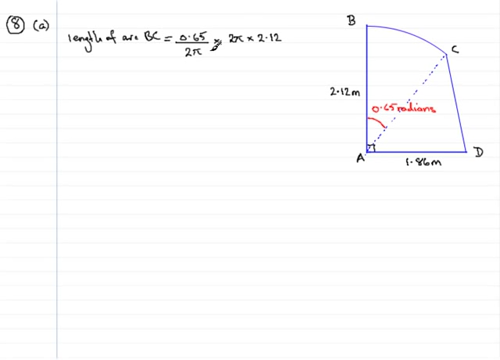 8 (a)
length of arc BC = 0.65/2π × 2π × 2.12
B
C
2.12m
0.65 radians
A
1.86m
D